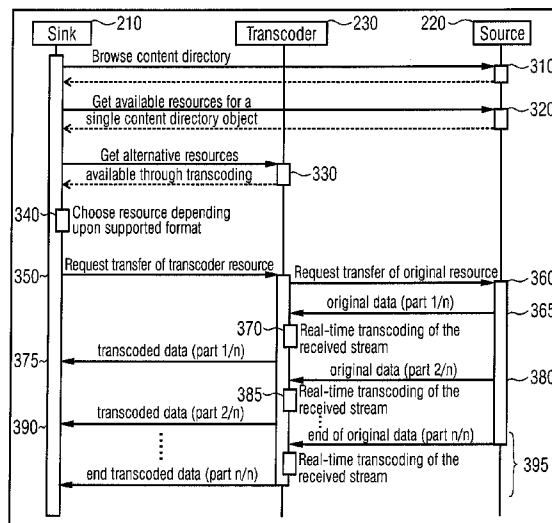 210
230
220
Sink
Transcoder
Source
Browse content directory
310
Get available resources for a
single content directory object
320
Get alternative resources
available through transcoding
330
340
Choose resource depending
upon supported format
350
Request transfer of transcoder resource
Request transfer of original resource
360
original data (part 1/n)
365
370
Real-time transcoding of the
received stream
375
transcoded data (part 1/n)
original data (part 2/n)
380
385
Real-time transcoding of the
received stream
390
transcoded data (part 2/n)
end of original data (part n/n)
Real-time transcoding of the
received stream
395
end transcoded data (part n/n)